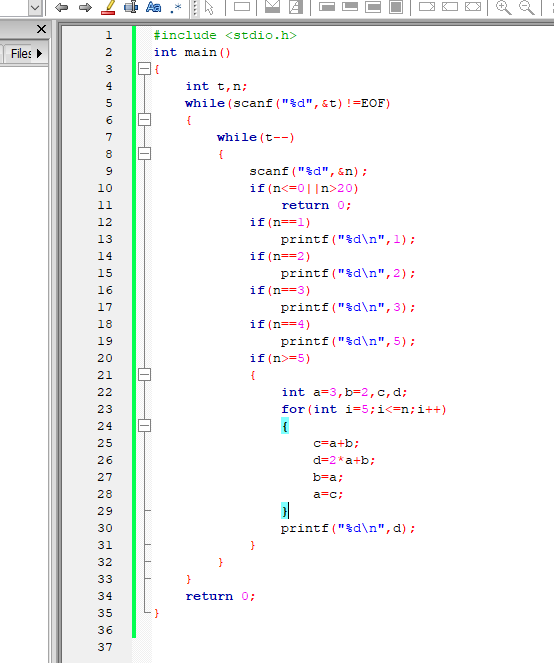 Aa .*
Files
1 #include <stdio.h>
2 int main()
3 {
4 int t,n;
5 while(scanf("%d",&t)!=EOF)
6 {
7 while(t--)
8 {
9 scanf("%d",&n);
10 if(n<=0||n>20)
11 return 0;
12 if(n==1)
13 printf("%d\n",1);
14 if(n==2)
15 printf("%d\n",2);
16 if(n==3)
17 printf("%d\n",3);
18 if(n==4)
19 printf("%d\n",5);
20 if(n>=5)
21 {
22 int a=3,b=2,c,d;
23 for(int i=5;i<=n;i++)
24 {
25 c=a+b;
26 d=2*a+b;
27 b=a;
28 a=c;
29 }
30 printf("%d\n",d);
31 }
32 }
33 }
34 return 0;
35 }
36
37